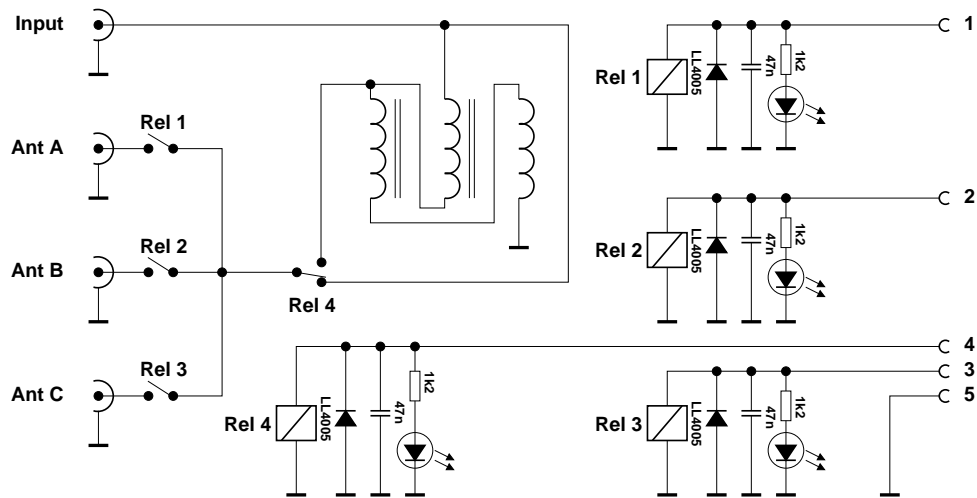 Input
1
Rel 1
LL4005
47n
1k2
Ant A
Rel 1
2
Rel 2
LL4005
47n
1k2
Ant B
Rel 2
Rel 4
4
3
5
Ant C
Rel 3
Rel 4
LL4005
47n
1k2
Rel 3
LL4005
47n
1k2